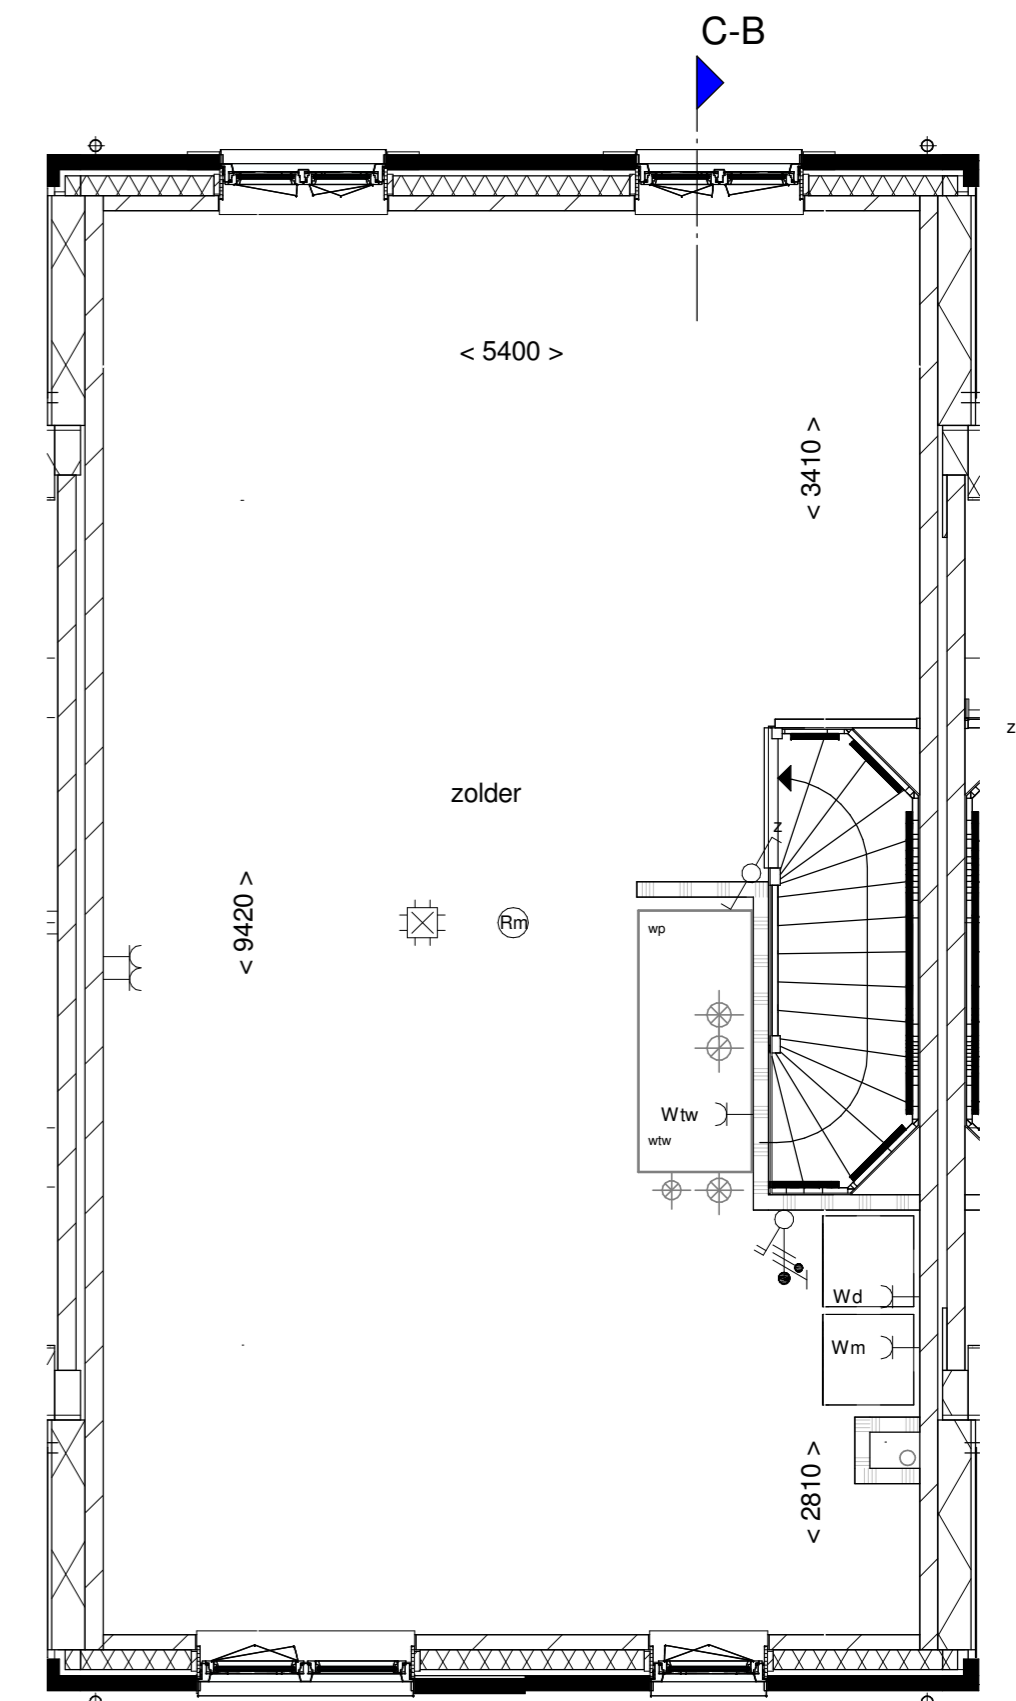 C-B
< 5400 >
< 3410 >
z
zolder
z
< 9420 >
Rm
wp
Wtw
wtw
Wd
Wm
< 2810 >